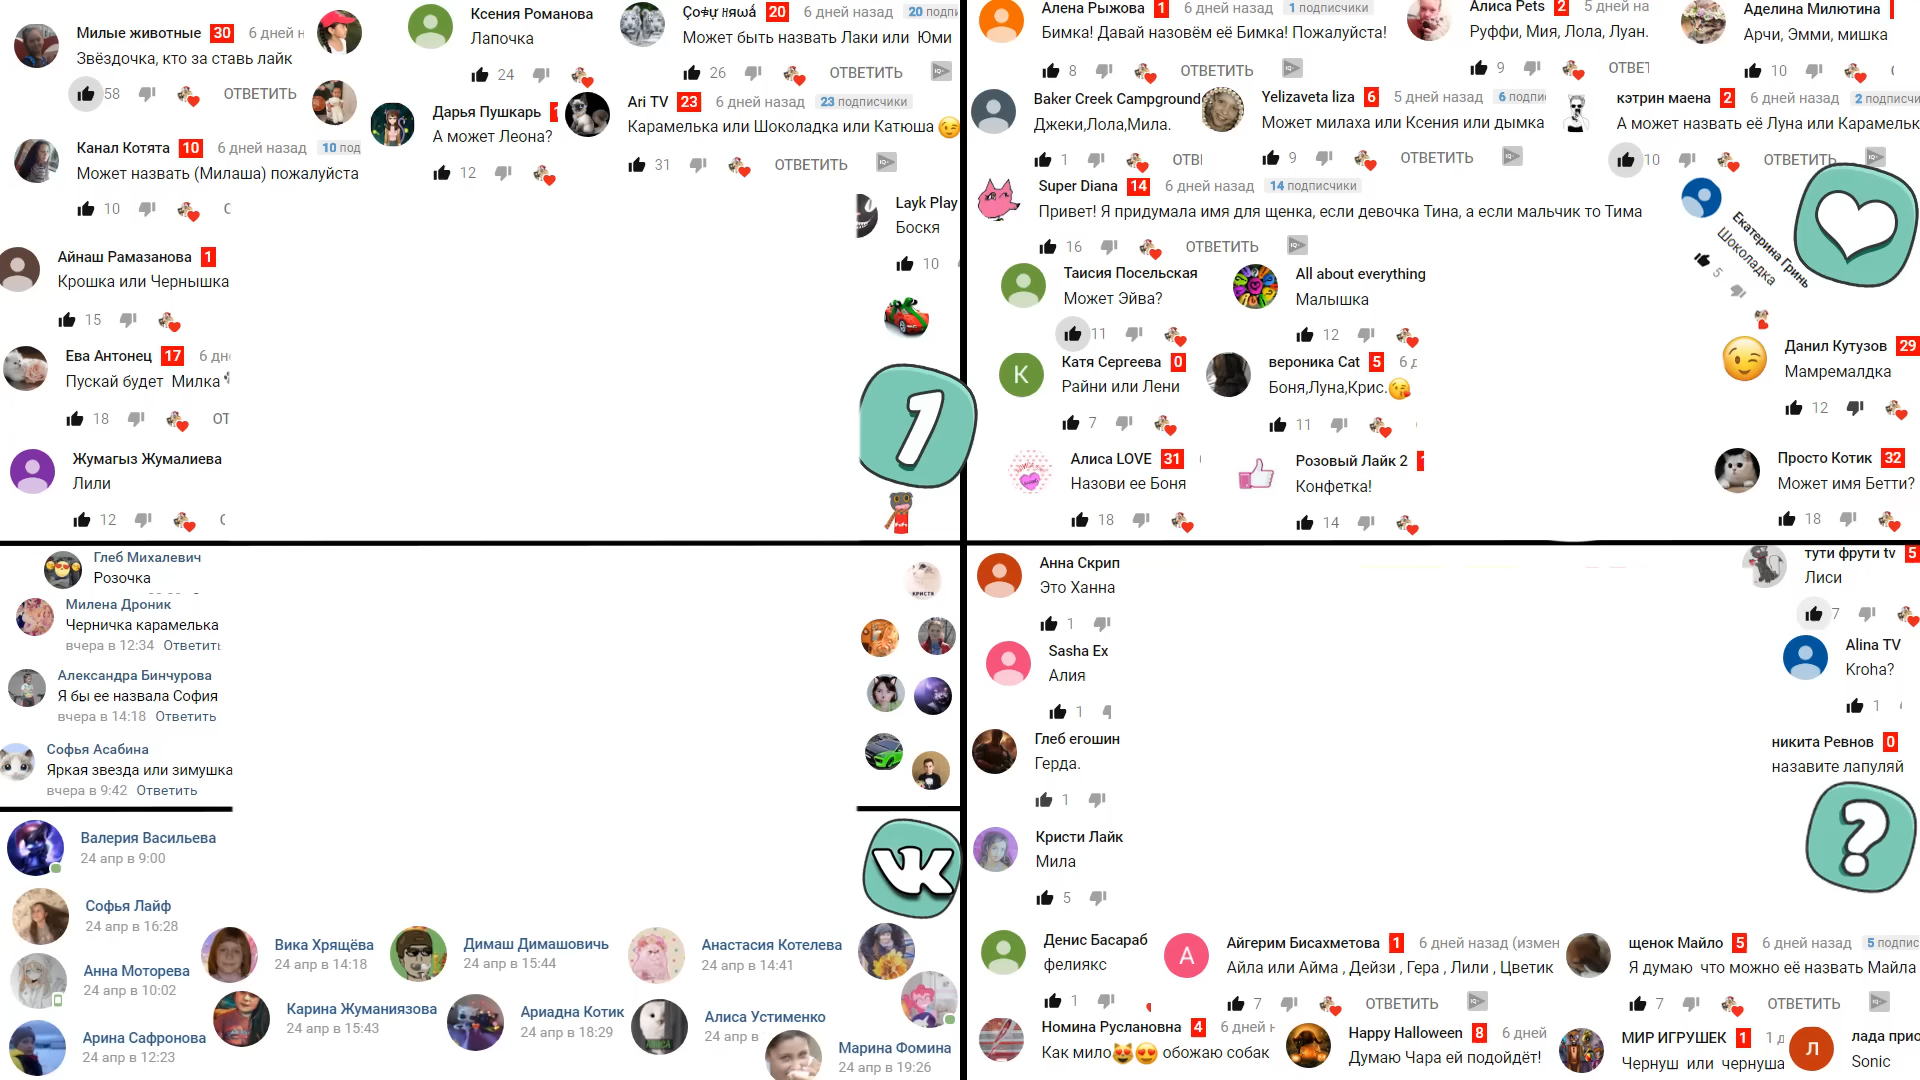 Милые животные 30 6 дней н
Звёздочка, кто за ставь лайк
58 ОТВЕТИТЬ
Канал Котята 10 6 дней назад 10 под
Может назвать (Милаша) пожалуйста
10
Айнаш Рамазанова 1
Крошка или Чернышка
15
Ева Антонец 17 6 дн
Пускай будет Милка
18 ОТ
Жумагыз Жумалиева
Лили
12
Ксения Романова
Лапочка
24
20 6 дней назад 20 подпи
Может быть назвать Лаки или Юми
26 ОТВЕТИТЬ
Дарья Пушкарь
А может Леона?
12
Ari TV 23 6 дней назад 23 подписчики
Карамелька или Шоколадка или Катюша
31 ОТВЕТИТЬ
Layk Play
Боскя
10
1
Алена Рыжова 1 6 дней назад 1 подписчики
Бимка! Давай назовём её Бимка! Пожалуйста!
8 ОТВЕТИТЬ
Алиса Pets 2 5 дней на
Руффи, Мия, Лола, Луан.
9 ОТВЕТ
Аделина Милютина
Арчи, Эмми, мишка
10
Baker Creek Campground
Джеки,Лола,Мила.
1 ОТВ
Yelizaveta liza 6 5 дней назад 6 подпи
Может милаха или Ксения или дымка
9 ОТВЕТИТЬ
кэтрин маена 2 6 дней назад 2 подписчи
А может назвать её Луна или Карамельк
10 ОТВЕТИТЬ
Super Diana 14 6 дней назад 14 подписчики
Привет! Я придумала имя для щенка, если девочка Тина, а если мальчик то Тима
16 ОТВЕТИТЬ
Екатерина Гринь
Шоколадка
5
Таисия Посельская
Может Эйва?
11
All about everything
Малышка
12
Катя Сергеева 0
К
Райни или Лени
7
вероника Cat 5 6 д
Боня,Луна,Крис.
11
Данил Кутузов 29
Мамремалдка
12
Алиса LOVE 31
Назови ее Боня
18
Розовый Лайк 2
Конфетка!
14
Просто Котик 32
Может имя Бетти?
18
Глеб Михалевич
Розочка
Милена Дроник
Черничка карамелька
вчера в 12:34 Ответить
Александра Бинчурова
Я бы ее назвала София
вчера в 14:18 Ответить
Софья Асабина
Яркая звезда или зимушка
вчера в 9:42 Ответить
КРИСТЯ
Валерия Васильева
24 апр в 9:00
Софья Лайф
24 апр в 16:28
Анна Моторева
24 апр в 10:02
Арина Сафронова
24 апр в 12:23
Вика Хрящёва
24 апр в 14:18
Карина Жуманиязова
24 апр в 15:43
Димаш Димашович
24 апр в 15:44
Ариадна Котик
24 апр в 18:29
Анастасия Котелева
24 апр в 14:41
Алиса Устименко
24 апр в
Марина Фомина
24 апр в 19:26
VK
Анна Скрип
Это Ханна
1
Sasha Ex
Алия
1
Глеб егошин
Герда.
1
Кристи Лайк
Мила
5
тути фрути tv 5
Лиси
7
Alina TV
Kroha?
1
никита Ревнов 0
назавите лапуляй
?
Денис Басараб
фелиякс
1
А
Айгерим Бисахметова 1 6 дней назад (измен
Айла или Айма , Дейзи , Гера , Лили , Цветик
7 ОТВЕТИТЬ
щенок Майло 5 6 дней назад 5 подпис
Я думаю что можно её назвать Майла
7 ОТВЕТИТЬ
Номина Руслановна 4 6 дней н
Как мило обожаю собак
Happy Halloween 8 6 дней
Думаю Чара ей подойдёт!
МИР ИГРУШЕК 1 1 д
Чернуш или чернуша
Л
лада прио
Sonic